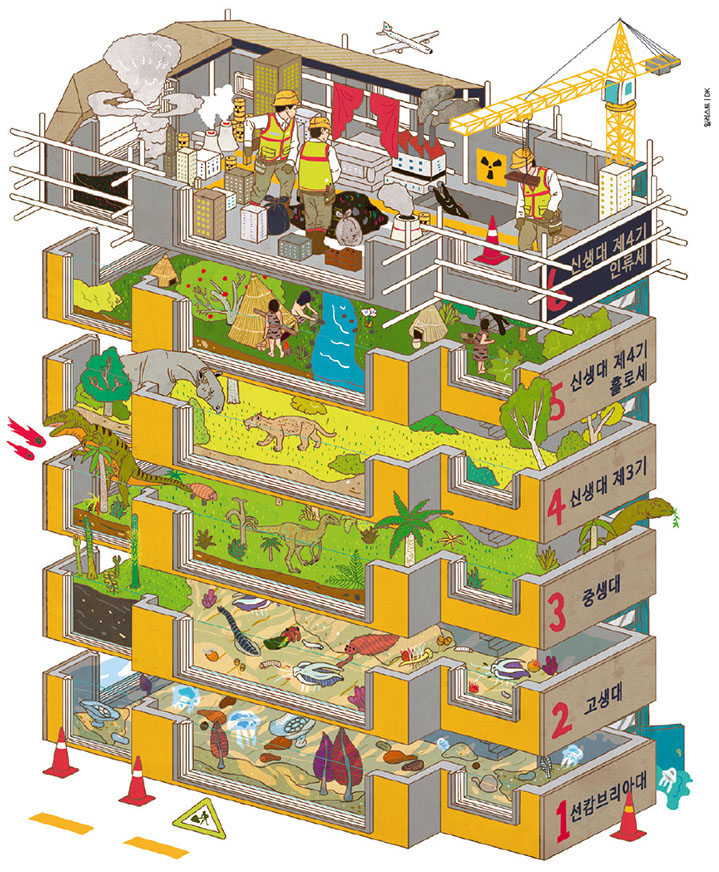 일러스트 | DK
6 신생대 제4기
인류세
5 신생대 제4기
홀로세
4 신생대 제3기
3 중생대
2 고생대
1 선캄브리아대
9